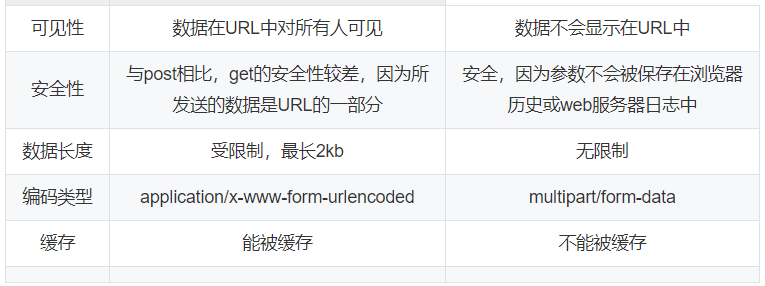 可见性 数据在URL中对所有人可见 数据不会显示在URL中
安全性 与post相比，get的安全性较差，因为所 安全，因为参数不会被保存在浏览器
发送的数据是URL的一部分 历史或web服务器日志中
数据长度 受限制，最长2kb 无限制
编码类型 application/x-www-form-urlencoded multipart/form-data
缓存 能被缓存 不能被缓存